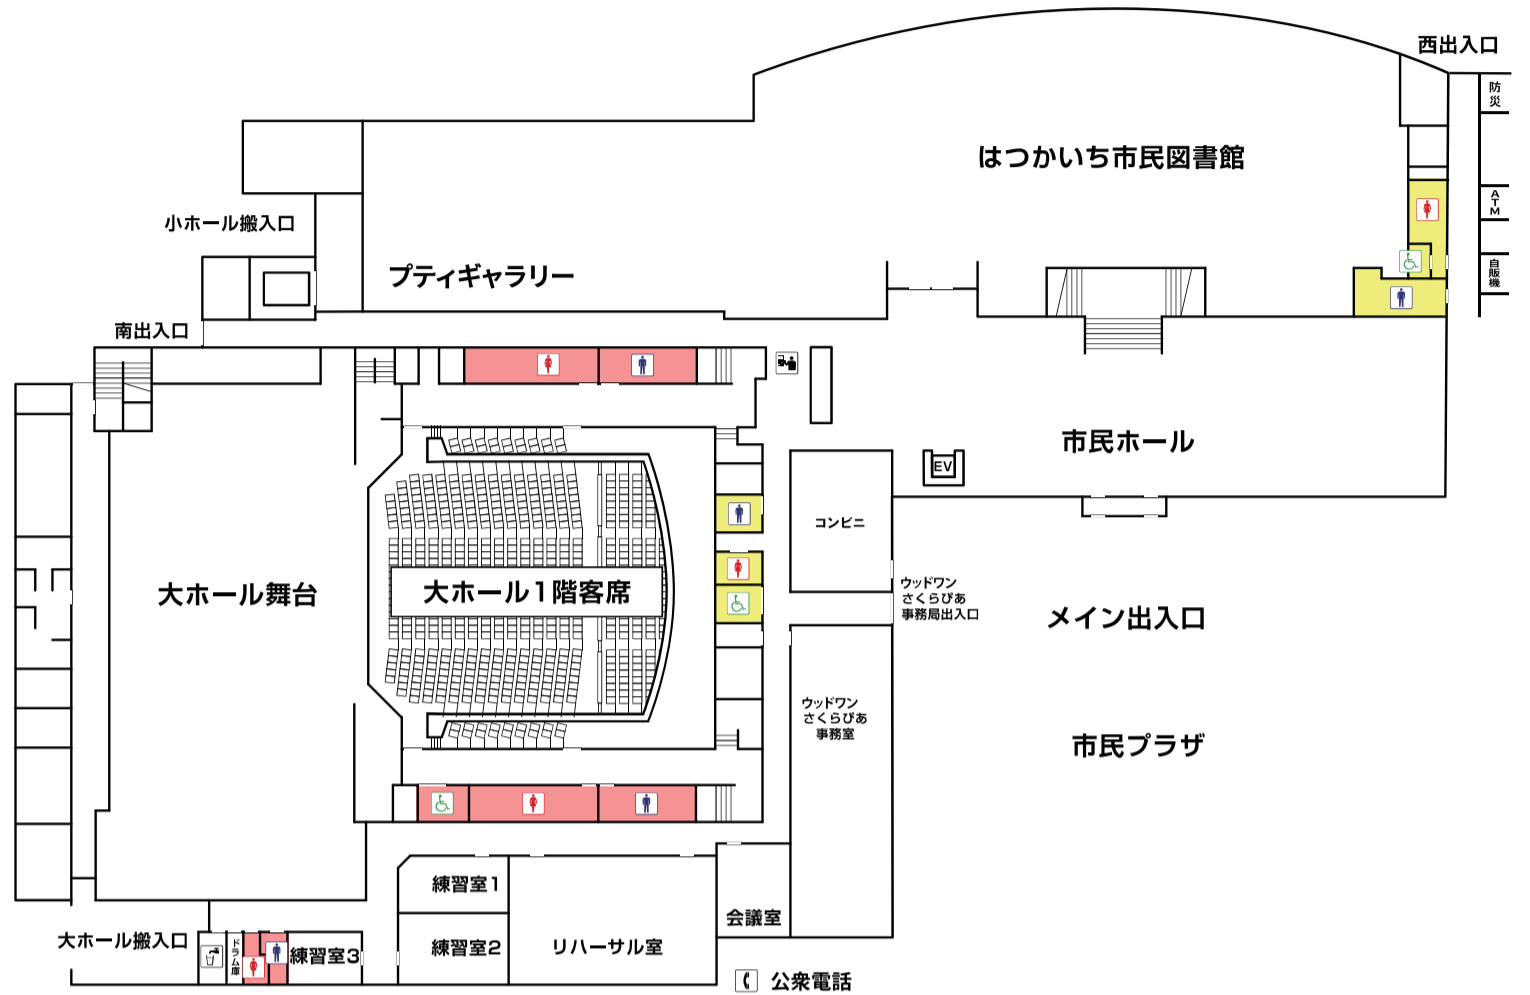 西出入口
防災
はつかいち市民図書館
ATM
小ホール搬入口
自販機
プティギャラリー
南出入口
市民ホール
EV
コンビニ
大ホール舞台
大ホール1階客席
ウッドワン
さくらぴあ
事務局出入口
メイン出入口
ウッドワン
さくらぴあ
事務室
市民プラザ
練習室1
会議室
大ホール搬入口
ドラム庫
練習室3
練習室2
リハーサル室
公衆電話